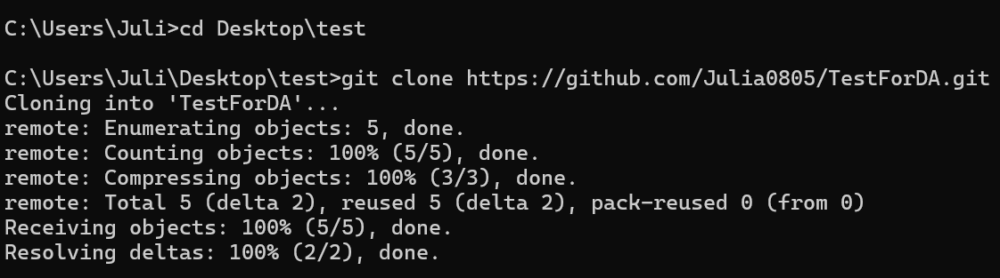 C:\Users\Juli>cd Desktop\test
C:\Users\Juli\Desktop\test>git clone https://github.com/Julia0805/TestForDA.git
Cloning into 'TestForDA'...
remote: Enumerating objects: 5, done.
remote: Counting objects: 100% (5/5), done.
remote: Compressing objects: 100% (3/3), done.
remote: Total 5 (delta 2), reused 5 (delta 2), pack-reused 0 (from 0)
Receiving objects: 100% (5/5), done.
Resolving deltas: 100% (2/2), done.